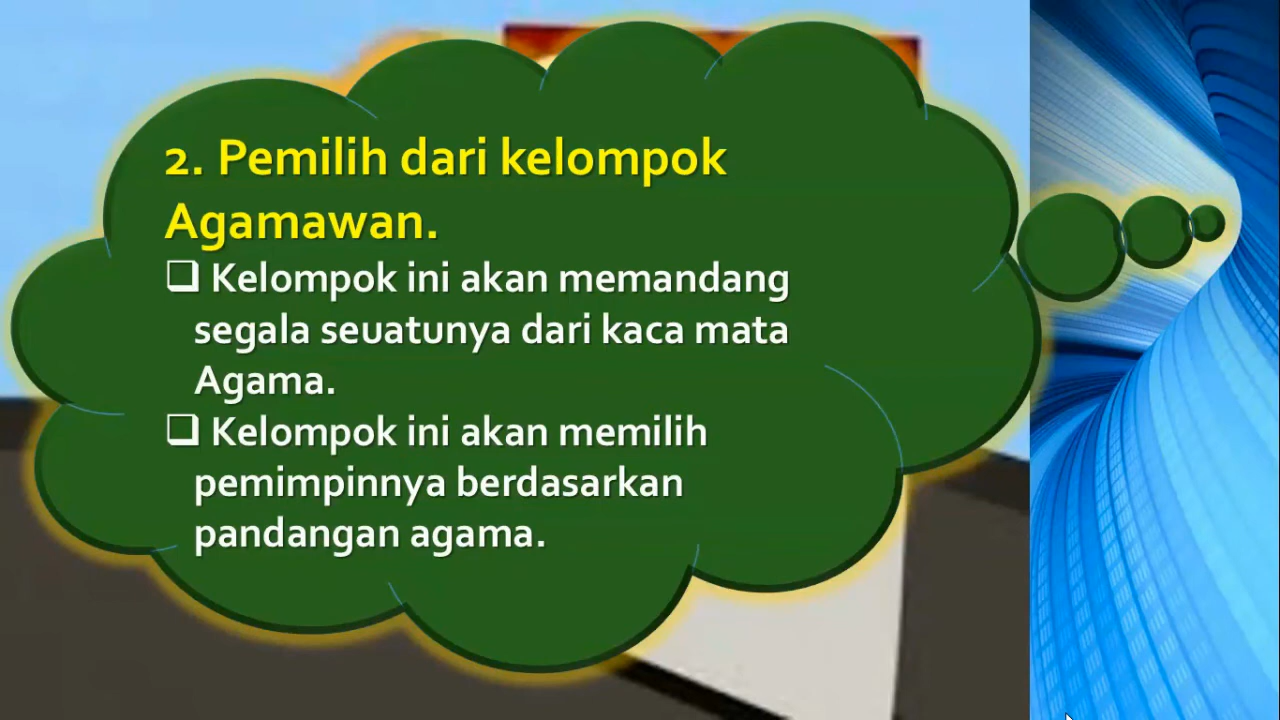 2. Pemilih dari kelompok
Agamawan.
❑ Kelompok ini akan memandang
segala seuatunya dari kaca mata
Agama.
❑ Kelompok ini akan memilih
pemimpinnya berdasarkan
pandangan agama.